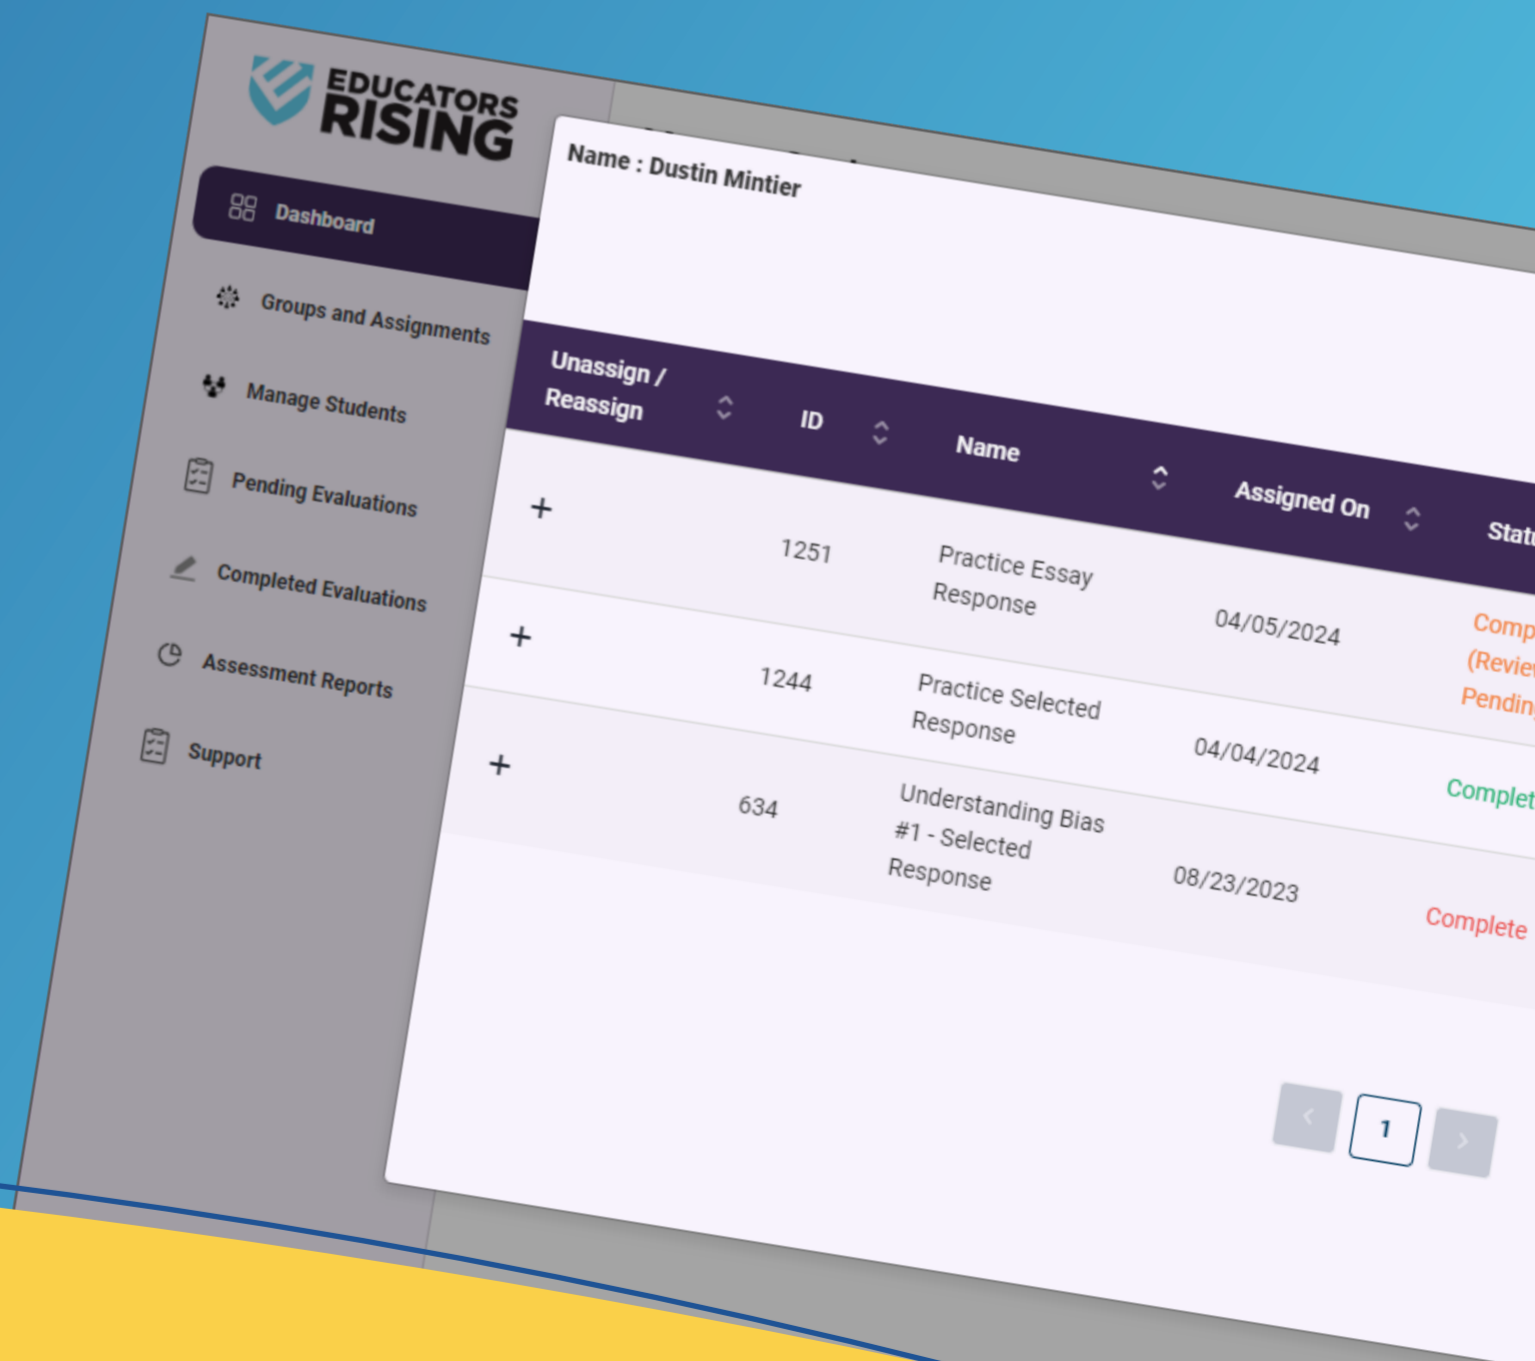 EDUCATORS
RISING
Dashboard
Groups and Assignments
Manage Students
Pending Evaluations
Completed Evaluations
Assessment Reports
Support
Name : Dustin Mintier
Unassign /
Reassign
ID
Name
Assigned On
1251
Practice Essay
Response
04/05/2024
1244
Practice Selected
Response
04/04/2024
634
Understanding Bias
#1 - Selected
Response
08/23/2023
Complete
1